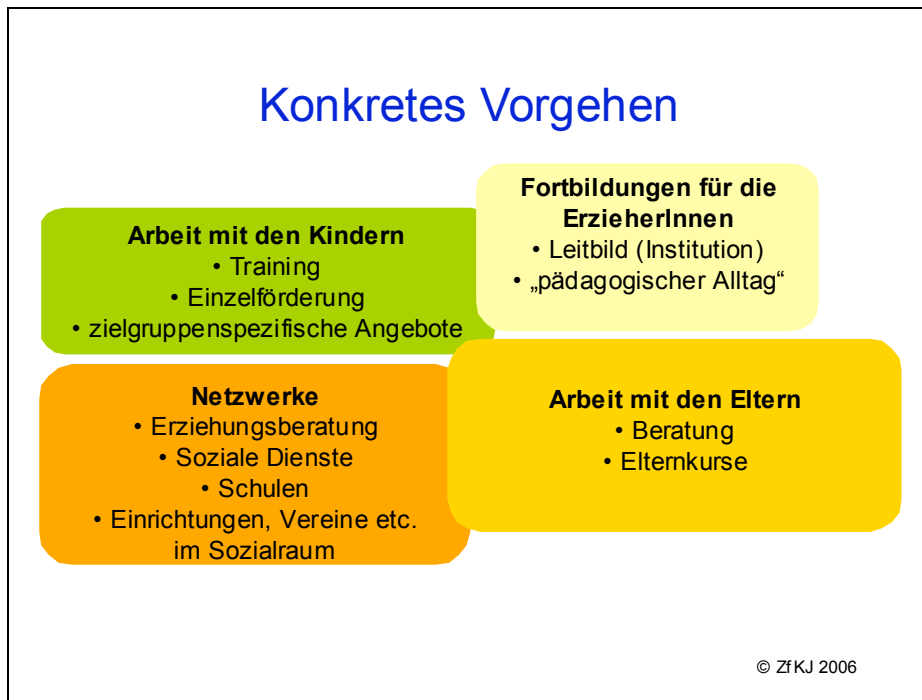 Konkretes Vorgehen
Arbeit mit den Kindern
• Training
• Einzelförderung
• zielgruppenspezifische Angebote
Fortbildungen für die
ErzieherInnen
• Leitbild (Institution)
• „pädagogischer Alltag“
Netzwerke
• Erziehungsberatung
• Soziale Dienste
• Schulen
• Einrichtungen, Vereine etc.
im Sozialraum
Arbeit mit den Eltern
• Beratung
• Elternkurse
© ZfKJ 2006